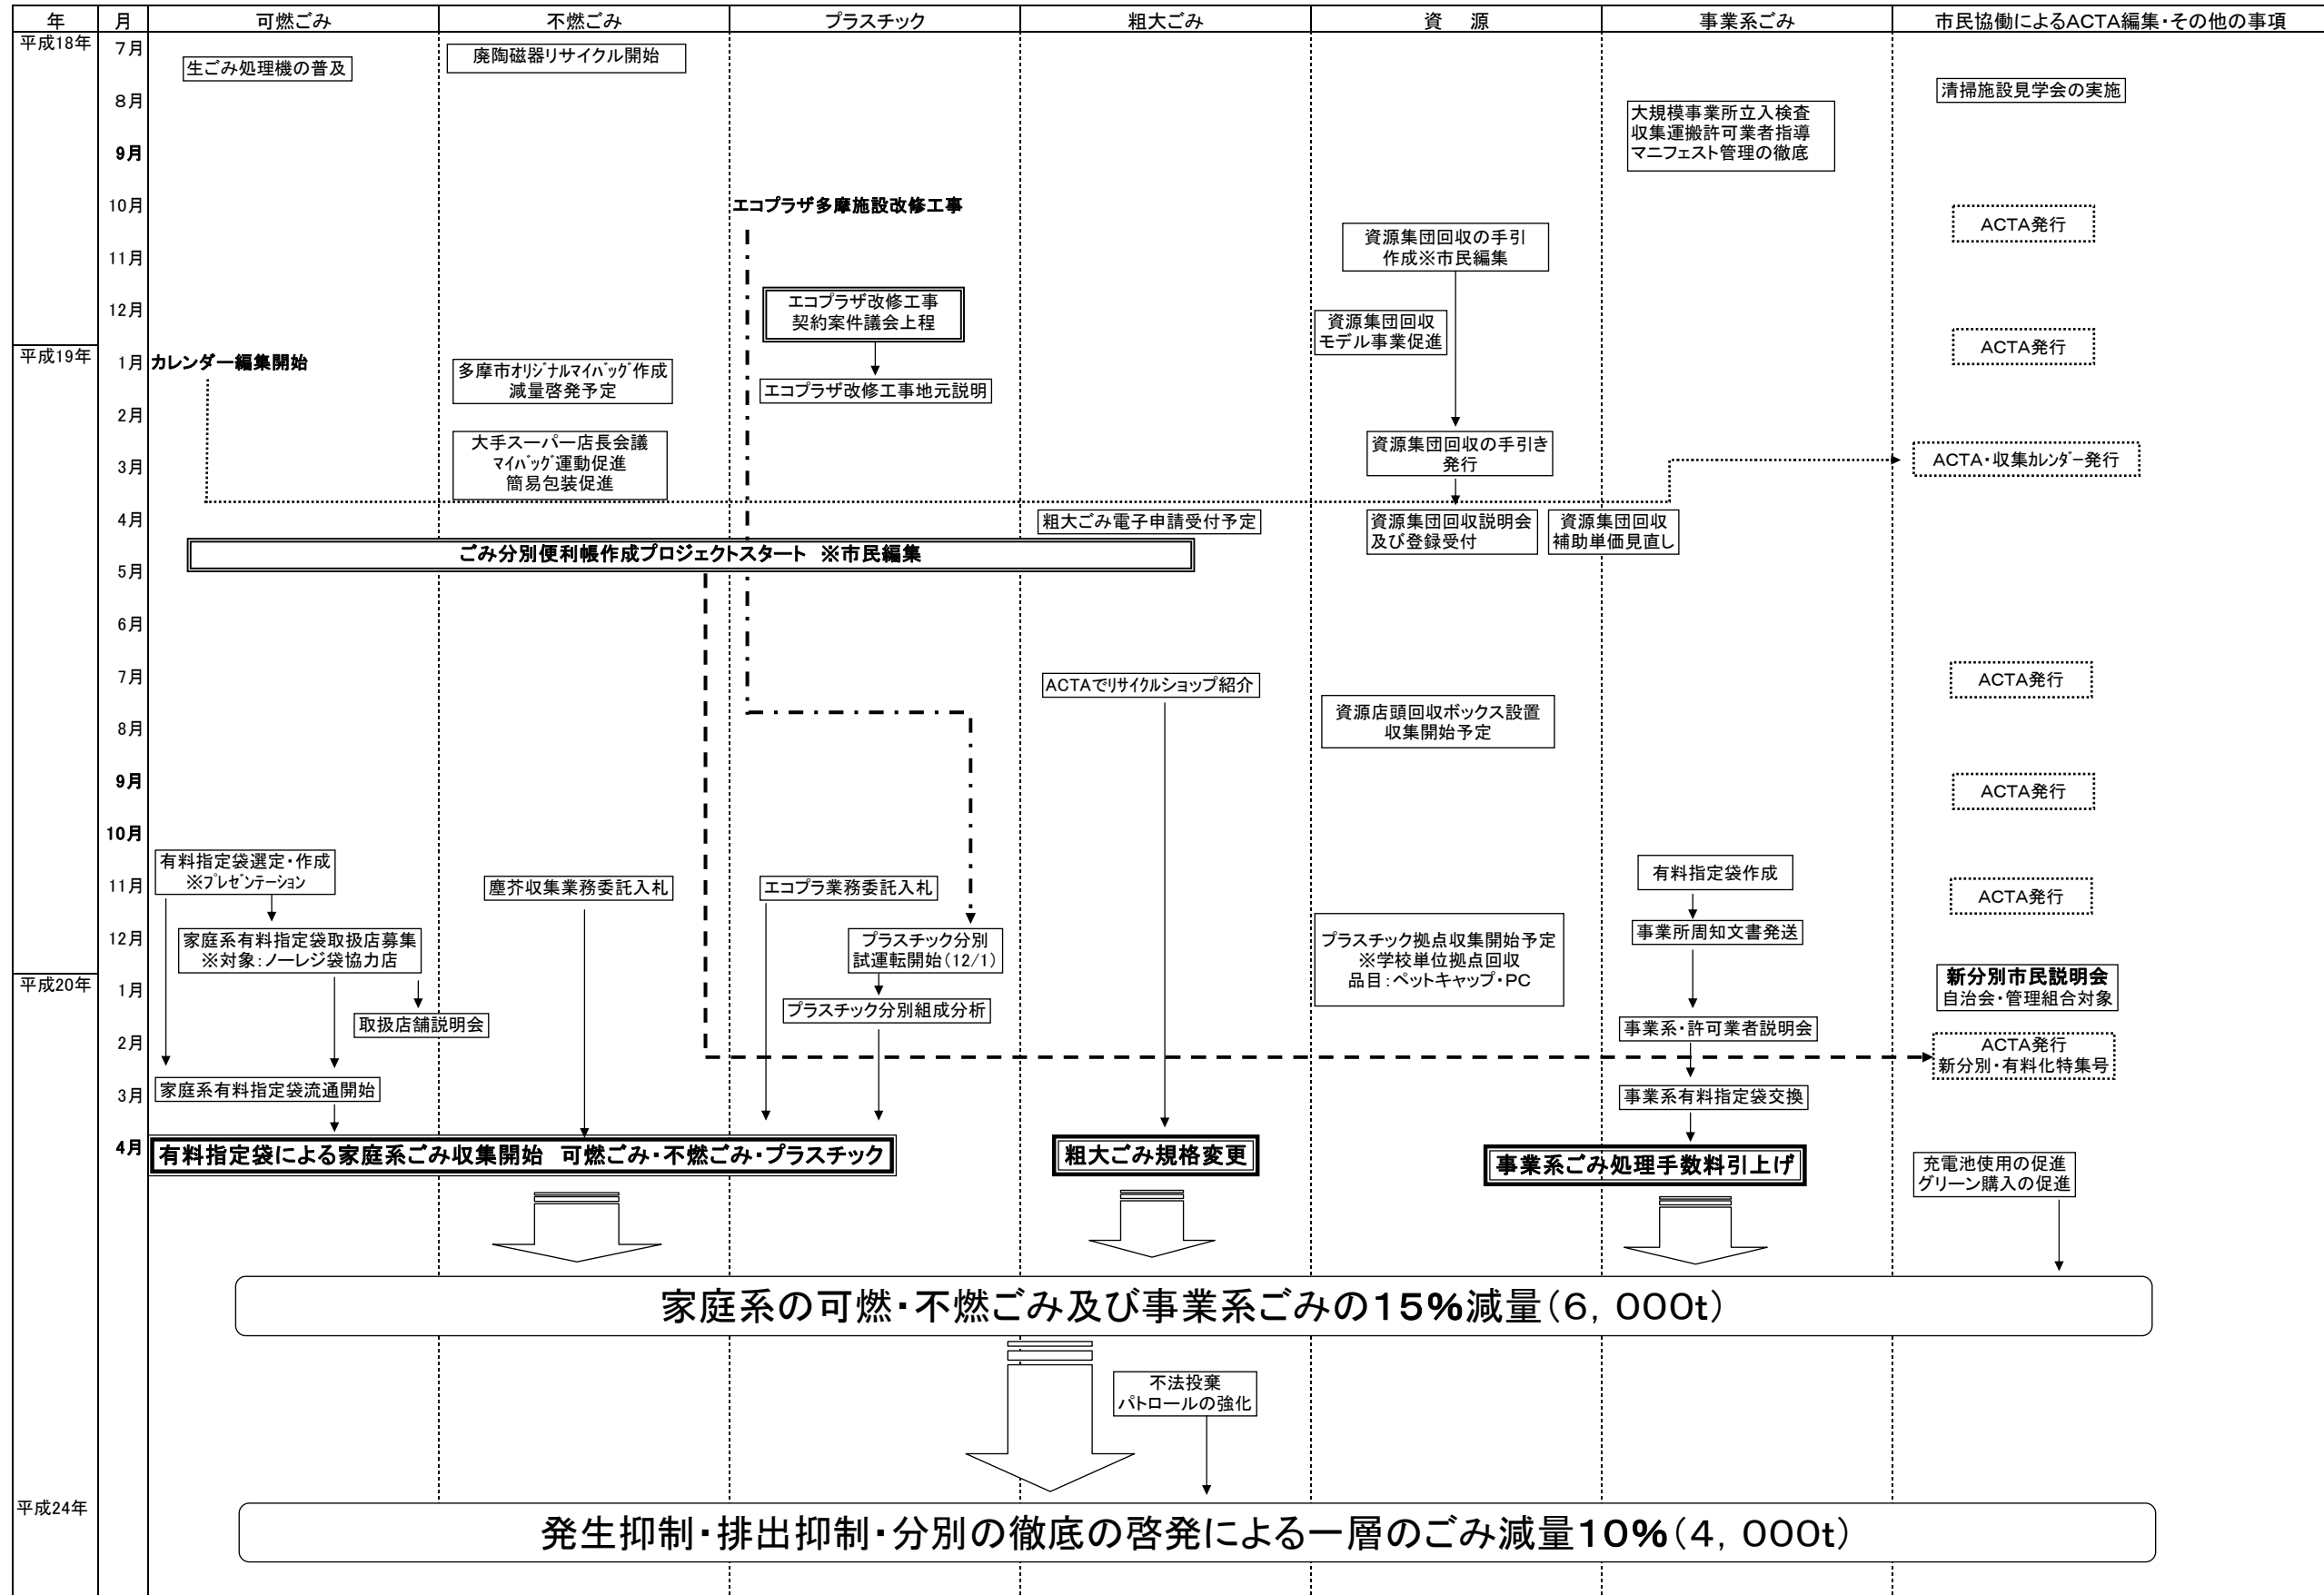 年 月 可燃ごみ 不燃ごみ プラスチック 粗大ごみ 資　源 事業系ごみ 市民協働によるACTA編集・その他の事項
平成18年
7月
廃陶磁器リサイクル開始
生ごみ処理機の普及
清掃施設見学会の実施
8月
大規模事業所立入検査
収集運搬許可業者指導
マニフェスト管理の徹底
9月
10月
エコプラザ多摩施設改修工事
ACTA発行
資源集団回収の手引
作成※市民編集
11月
エコプラザ改修工事
契約案件議会上程
12月
資源集団回収
モデル事業促進
ACTA発行
平成19年
1月
カレンダー編集開始
多摩市オリジナルマイバッグ作成
減量啓発予定
エコプラザ改修工事地元説明
2月
大手スーパー店長会議
マイバッグ運動促進
簡易包装促進
資源集団回収の手引き
発行
ACTA・収集カレンダー発行
3月
4月
粗大ごみ電子申請受付予定
資源集団回収説明会
及び登録受付
資源集団回収
補助単価見直し
ごみ分別便利帳作成プロジェクトスタート　※市民編集
5月
6月
7月
ACTAでリサイクルショップ紹介
ACTA発行
資源店頭回収ボックス設置
収集開始予定
8月
9月
ACTA発行
10月
有料指定袋選定・作成
※プレゼンテーション
有料指定袋作成
11月
塵芥収集業務委託入札
エコプラ業務委託入札
ACTA発行
12月
家庭系有料指定袋取扱店募集
※対象：ノーレジ袋協力店
プラスチック分別
試運転開始(12/1)
プラスチック拠点収集開始予定
※学校単位拠点回収
品目：ペットキャップ・PC
事業所周知文書発送
平成20年
1月
新分別市民説明会
自治会・管理組合対象
プラスチック分別組成分析
取扱店舗説明会
事業系・許可業者説明会
2月
ACTA発行
新分別・有料化特集号
家庭系有料指定袋流通開始
3月
事業系有料指定袋交換
4月
有料指定袋による家庭系ごみ収集開始　可燃ごみ・不燃ごみ・プラスチック
粗大ごみ規格変更
事業系ごみ処理手数料引上げ
充電池使用の促進
グリーン購入の促進
家庭系の可燃・不燃ごみ及び事業系ごみの15%減量(6, 000t)
不法投棄
パトロールの強化
平成24年
発生抑制・排出抑制・分別の徹底の啓発による一層のごみ減量10%(4, 000t)